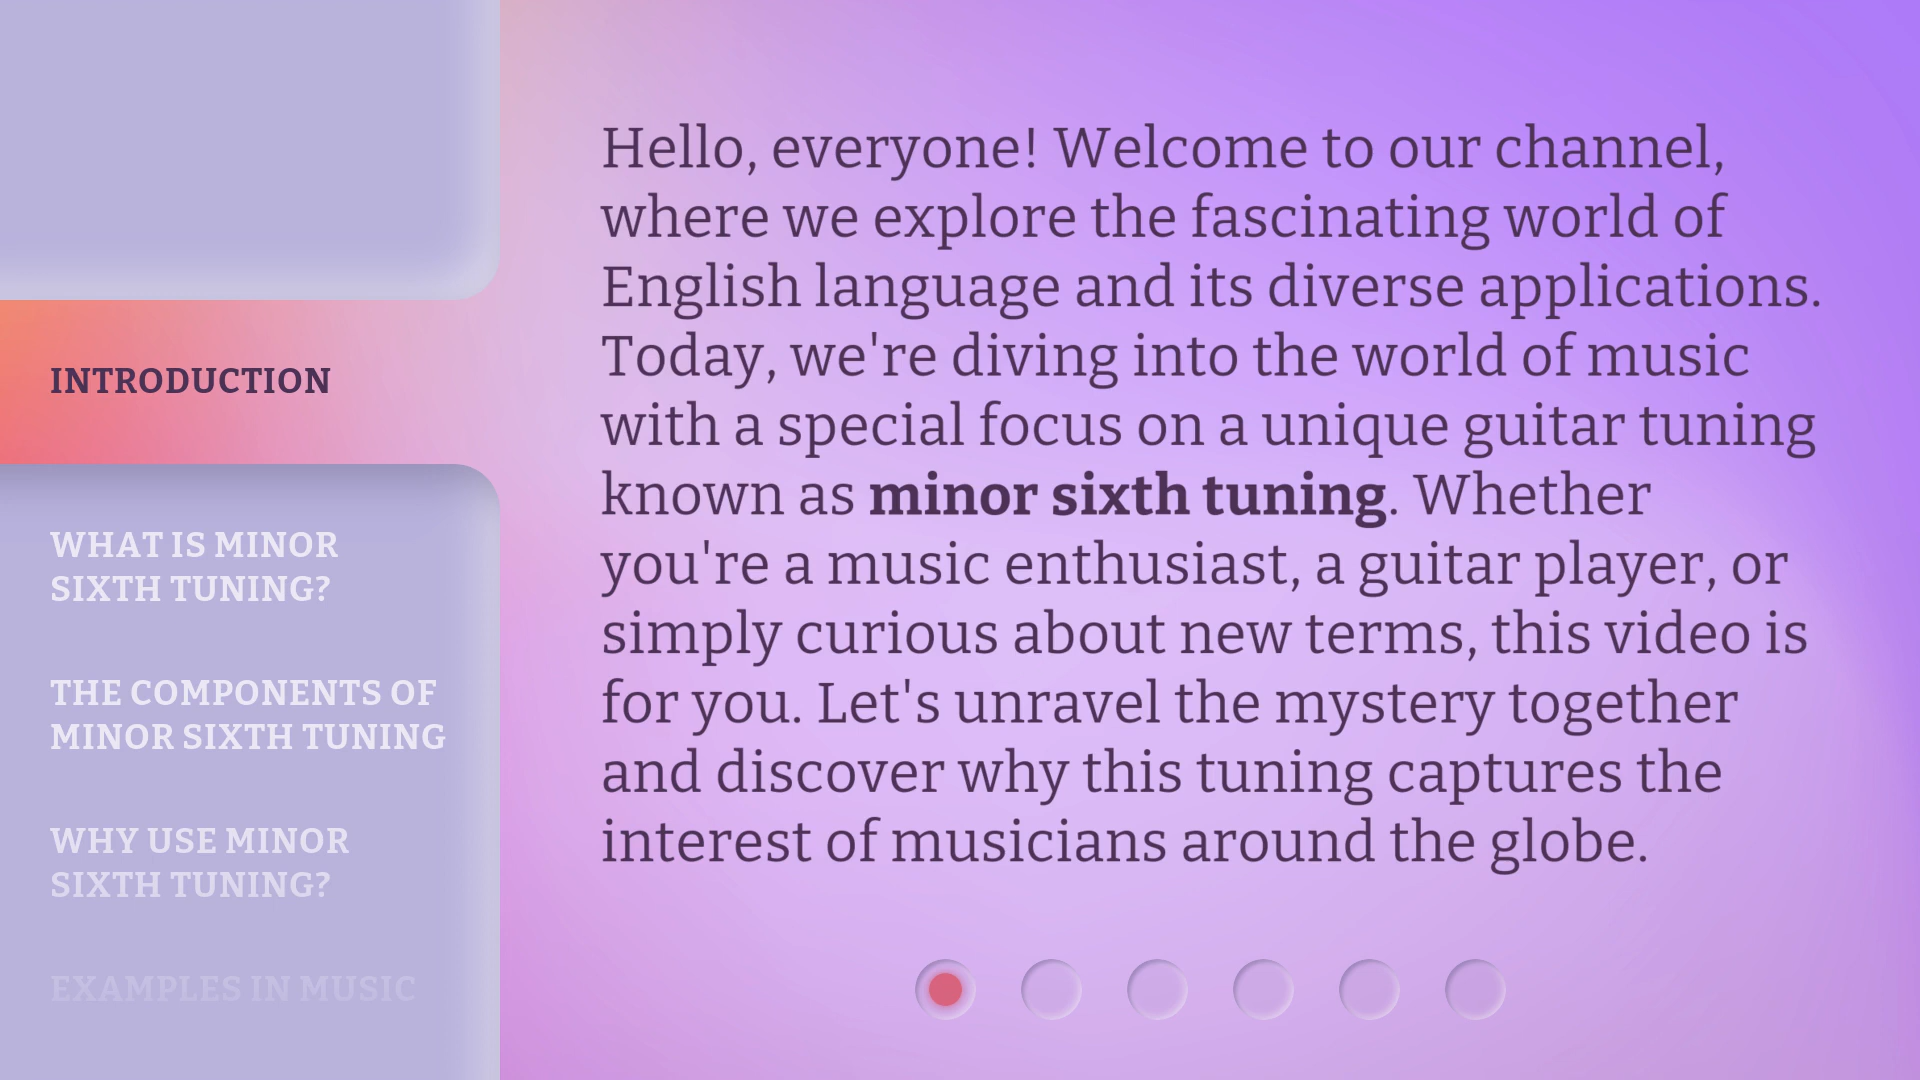 INTRODUCTION
WHAT IS MINOR
SIXTH TUNING?
THE COMPONENTS OF
MINOR SIXTH TUNING
WHY USE MINOR
SIXTH TUNING?
EXAMPLES IN MUSIC
Hello, everyone! Welcome to our channel,
where we explore the fascinating world of
English language and its diverse applications.
Today, we're diving into the world of music
with a special focus on a unique guitar tuning
known as minor sixth tuning. Whether
you're a music enthusiast, a guitar player, or
simply curious about new terms, this video is
for you. Let's unravel the mystery together
and discover why this tuning captures the
interest of musicians around the globe.